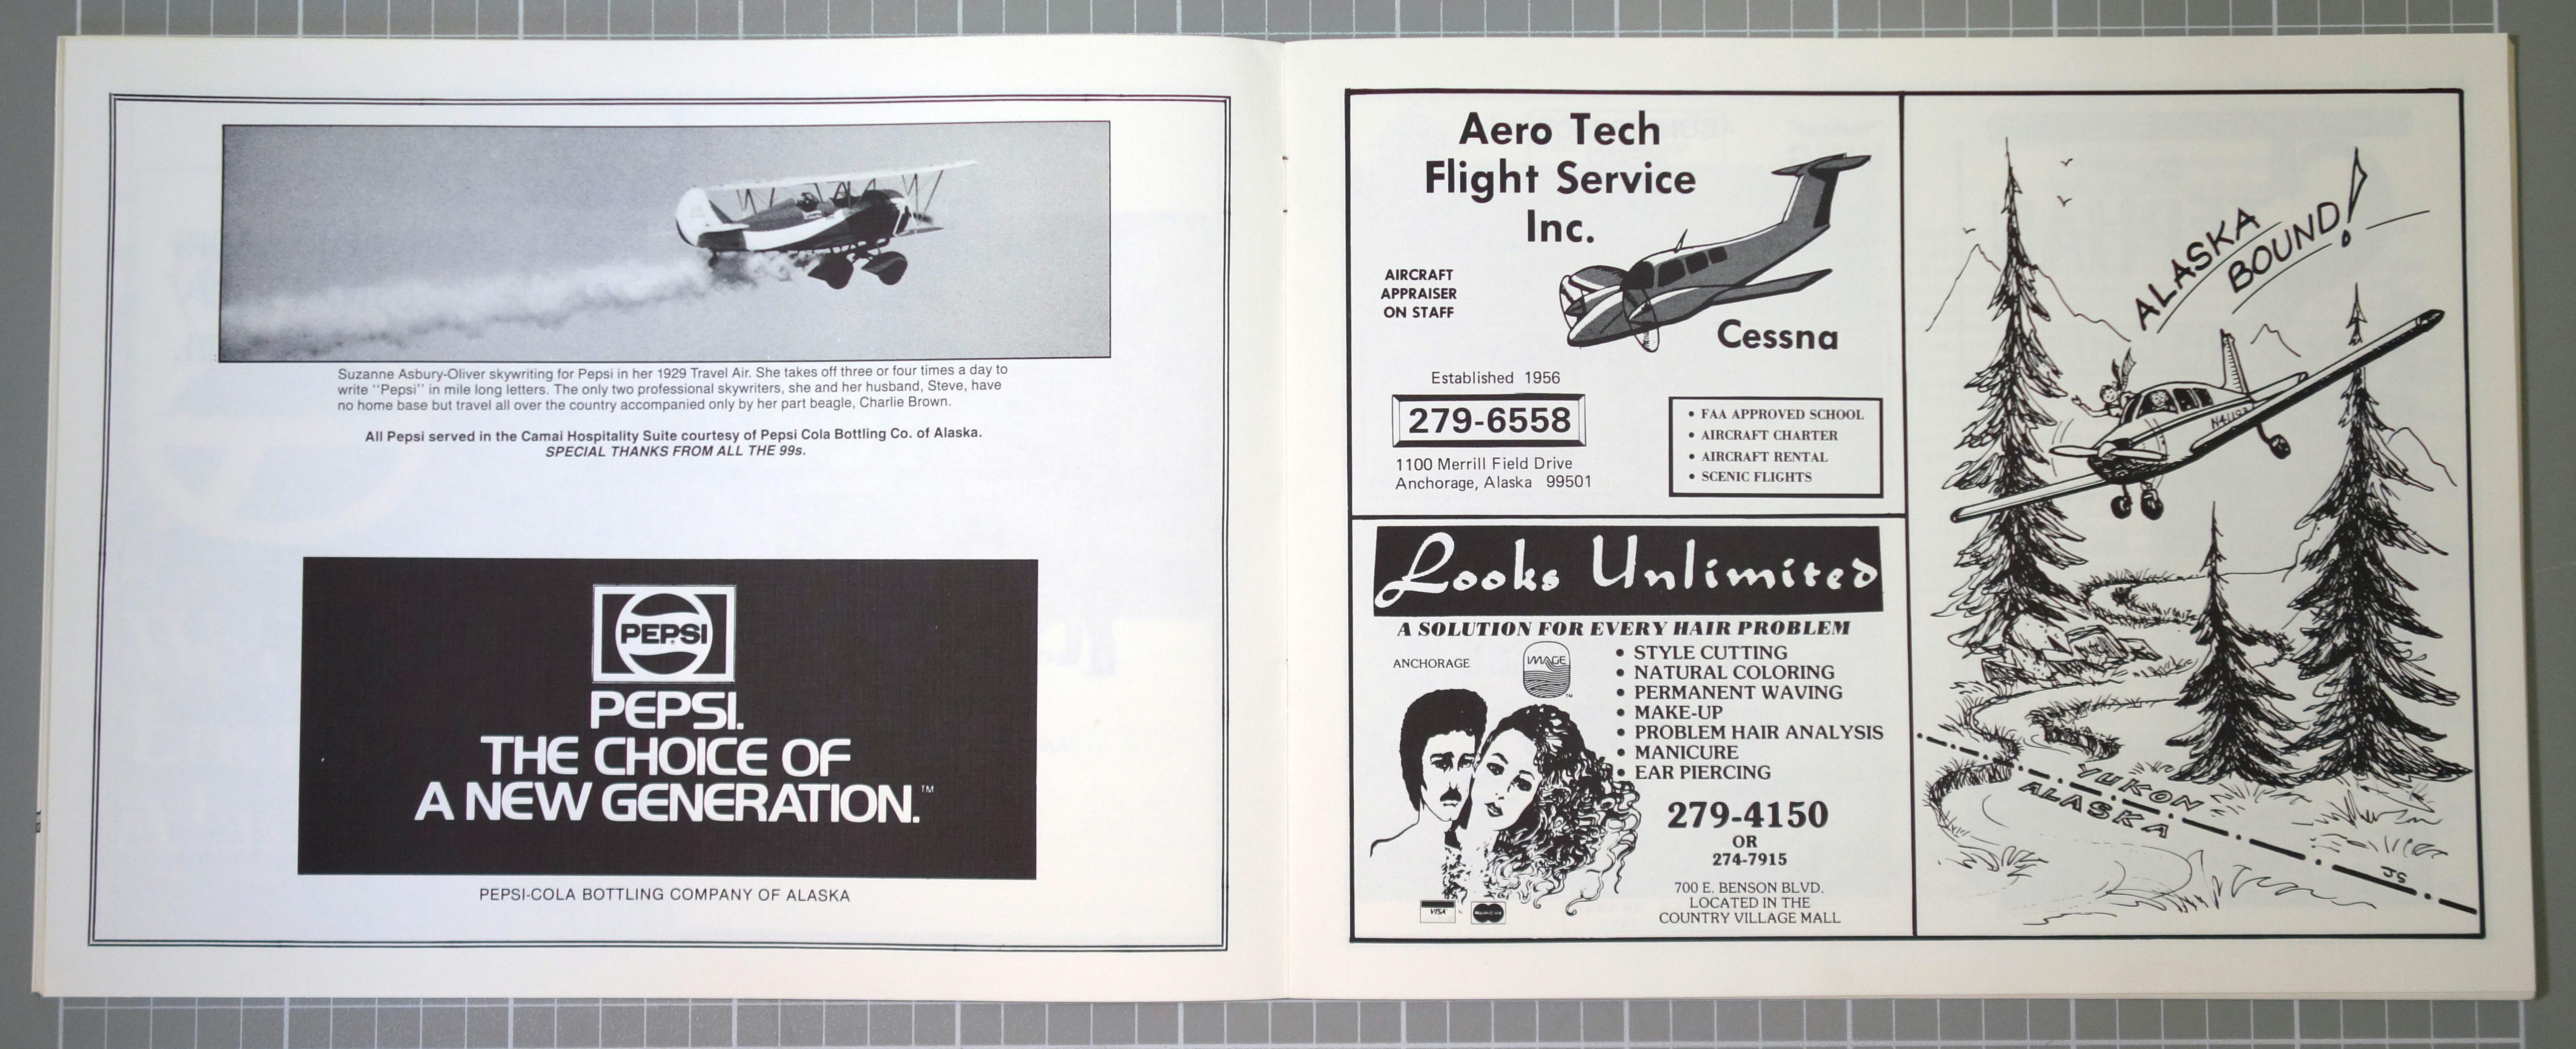 Suzanne Asbury-Oliver skywriting for Pepsi in her 1929 Travel Air. She takes off three or four times a day to
write "Pepsi" in mile long letters. The only two professional skywriters, she and her husband, Steve, have
no home base but travel all over the country accompanied only by her part beagle, Charlie Brown.
All Pepsi served in the Camai Hospitality Suite courtesy of Pepsi Cola Bottling Co. of Alaska.
SPECIAL THANKS FROM ALL THE 99s.
PEPSI
PEPSI.
THE CHOICE OF
A NEW GENERATION.™
PEPSI-COLA BOTTLING COMPANY OF ALASKA
Aero Tech
Flight Service
Inc.
AIRCRAFT
APPRAISER
ON STAFF
Cessna
Established 1956
279-6558
1100 Merrill Field Drive
Anchorage, Alaska 99501
• FAA APPROVED SCHOOL
• AIRCRAFT CHARTER
• AIRCRAFT RENTAL
• SCENIC FLIGHTS
Looks Unlimited
A SOLUTION FOR EVERY HAIR PROBLEM
ANCHORAGE
IMAGE
TM
• STYLE CUTTING
• NATURAL COLORING
• PERMANENT WAVING
• MAKE-UP
• PROBLEM HAIR ANALYSIS
• MANICURE
• EAR PIERCING
279-4150
OR
274-7915
700 E. BENSON BLVD.
LOCATED IN THE
COUNTRY VILLAGE MALL
VISA
ALASKA
BOUND!
YUKON
ALASKA
JS